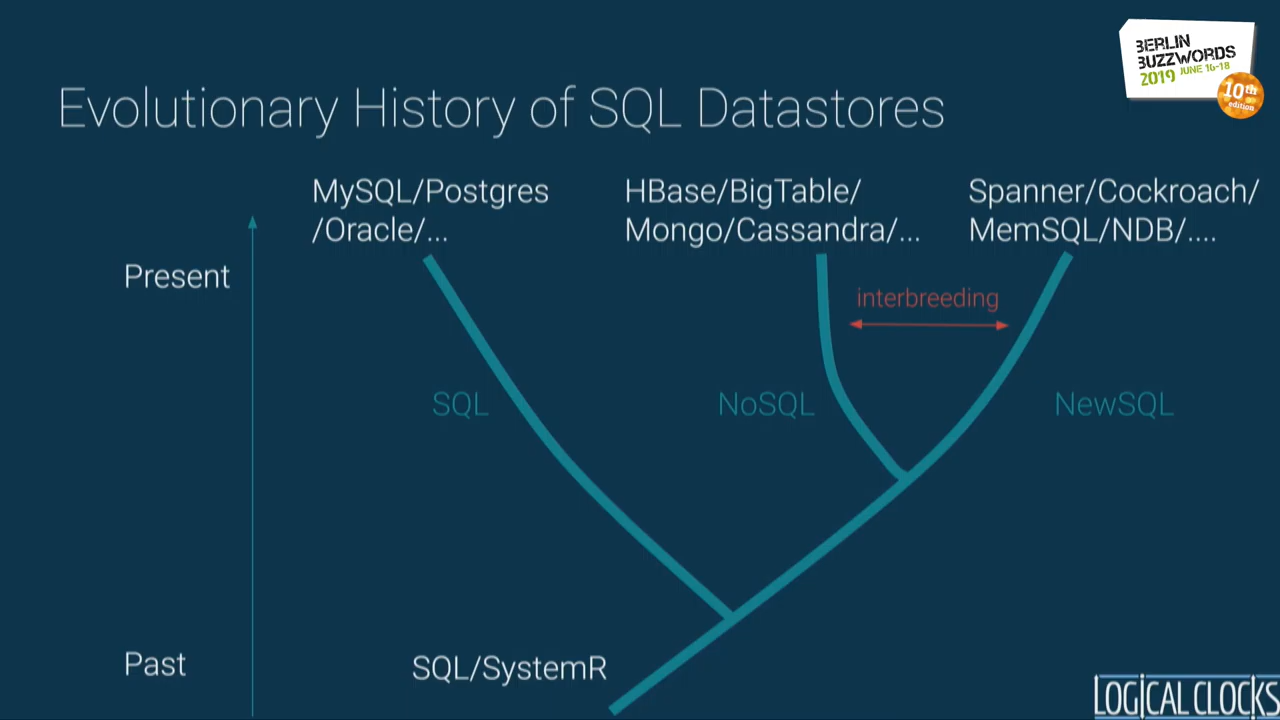 BERLIN
BUZZWORDS
2019 JUNE 16-18
10th
edition
Evolutionary History of SQL Datastores
MySQL/Postgres
/Oracle/...
HBase/BigTable/
Mongo/Cassandra/...
Spanner/Cockroach/
MemSQL/NDB/....
Present
interbreeding
SQL
NoSQL
NewSQL
Past
SQL/SystemR
LOGICAL CLOCKS